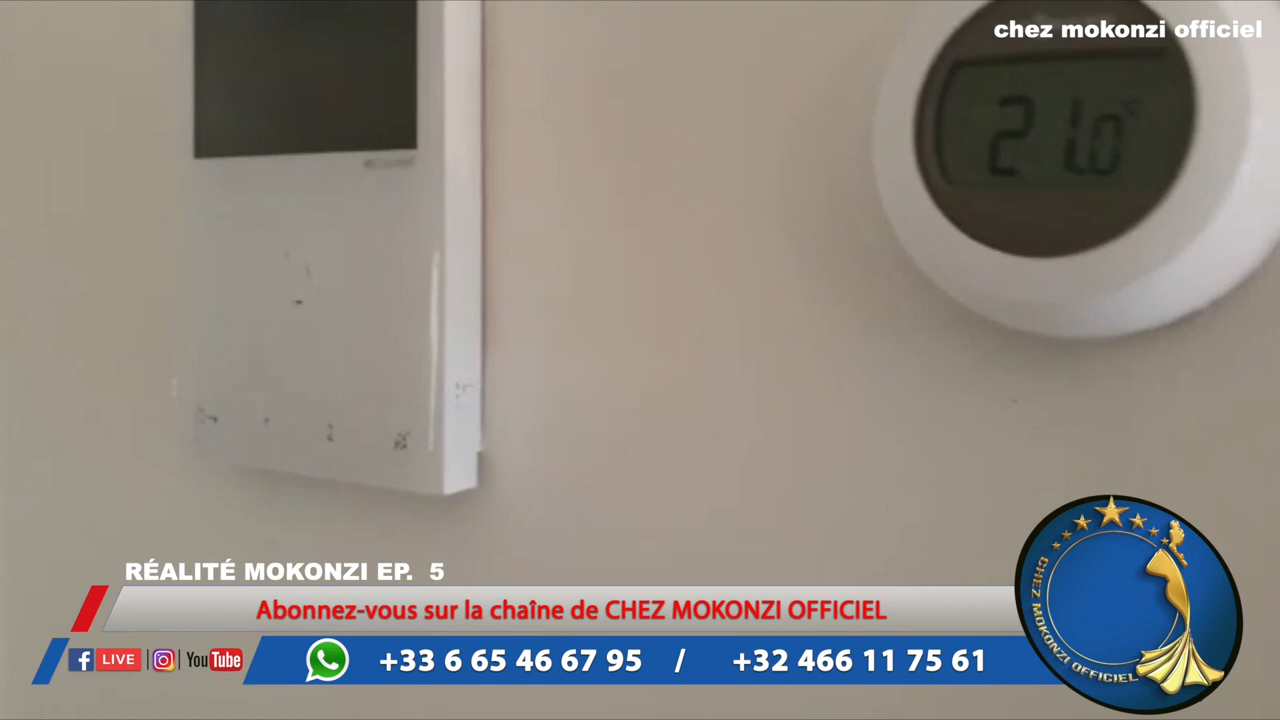 chez mokonzi officiel
21.0°C
RÉALITÉ MOKONZI EP. 5
Abonnez-vous sur la chaîne de CHEZ MOKONZI OFFICIEL
LIVE YouTube +33 6 65 46 67 95 / +32 466 11 75 61
CHEZ MOKONZI OFFICIEL